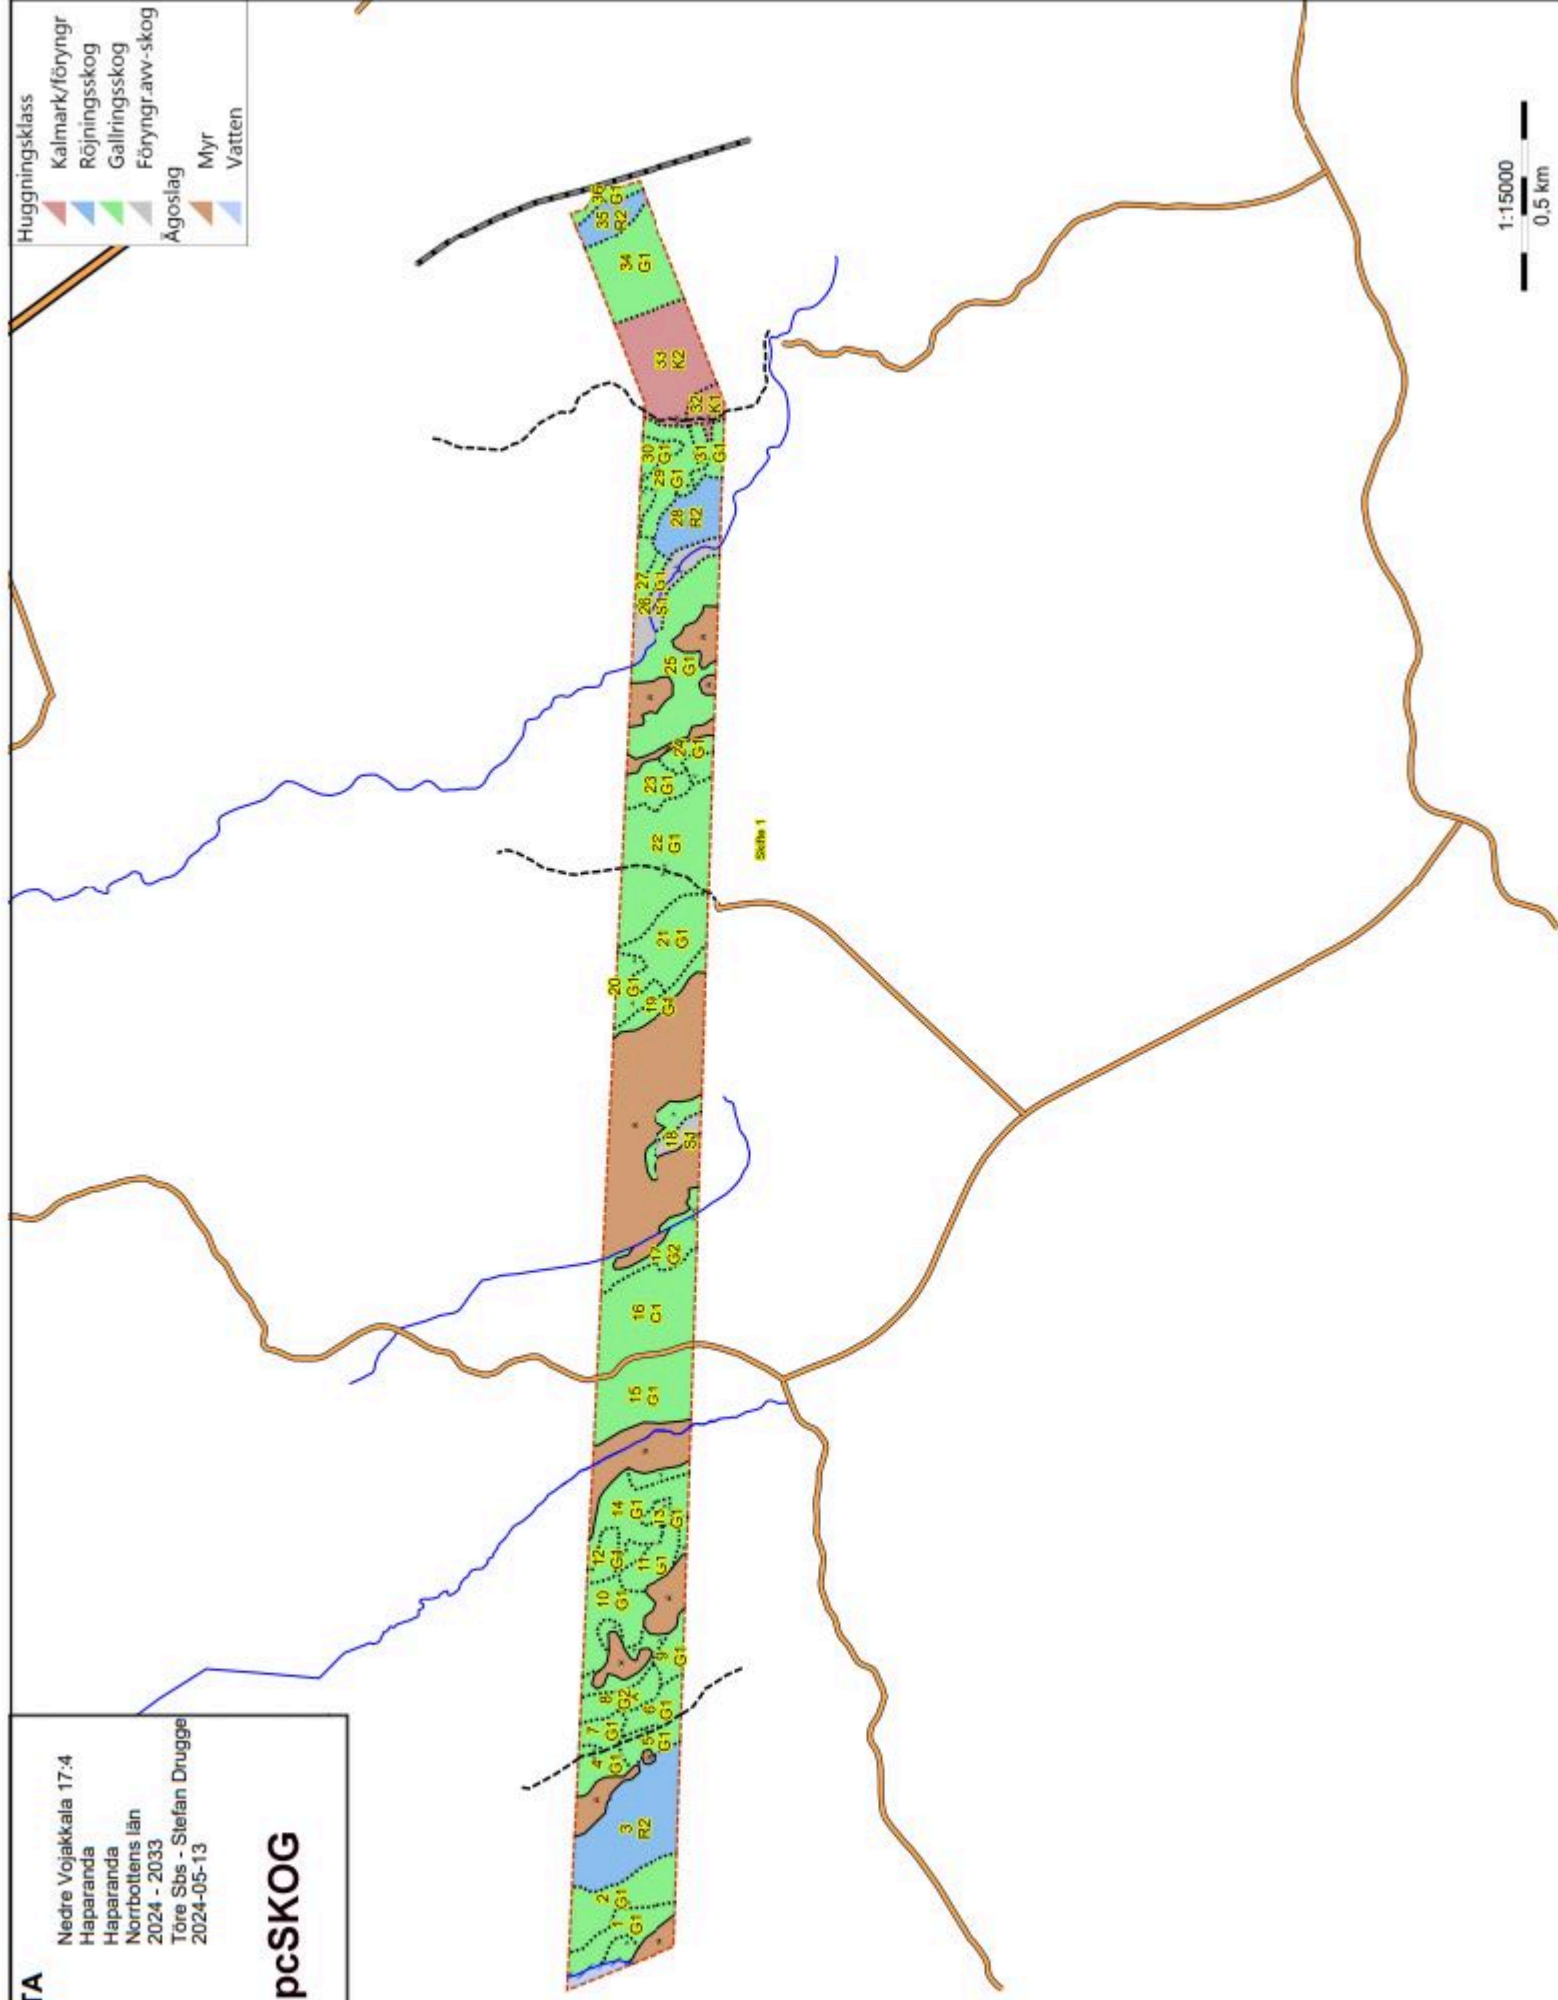 TA
Nedre Vojakkala 17:4
Haparanda
Haparanda
Norrbottens län
2024 - 2033
Töre Sbs - Stefan Drugge
2024-05-13
pcSKOG
Huggningsklass
Kalmark/föryngr
Röjningsskog
Gallringsskog
Föryngr.avv-skog
Ägoslag
Myr
Vatten
1
G1
2
G1
3
R2
4
G1
5
G1
6
G1
7
G1
8
G2
9
G1
10
G1
11
G1
12
G1
13
G1
14
G1
15
G1
16
G1
17
G2
18
S1
19
G1
20
G1
21
G1
22
G1
23
G1
24
G1
25
G1
26
S1
27
G1
28
R2
29
G1
30
G1
31
G1
32
K1
33
K2
34
G1
35
R2
36
G1
Skifte 1
1:15000
0,5 km